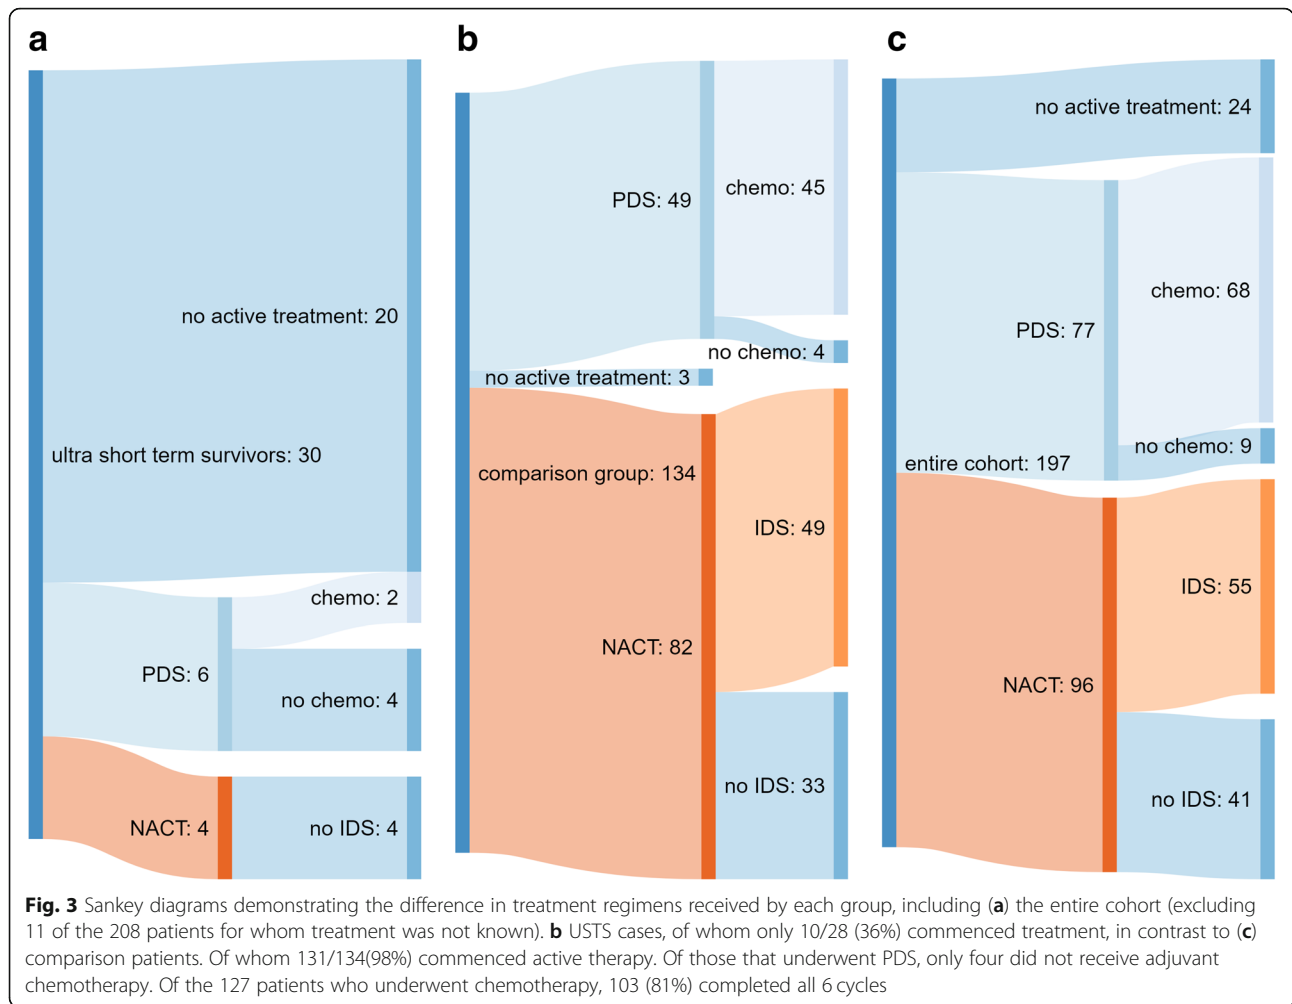 a
no active treatment: 20
ultra short term survivors: 30
chemo: 2
PDS: 6
no chemo: 4
NACT: 4
no IDS: 4
b
chemo: 45
PDS: 49
no chemo: 4
no active treatment: 3
comparison group: 134
IDS: 49
NACT: 82
no IDS: 33
c
no active treatment: 24
chemo: 68
PDS: 77
no chemo: 9
entire cohort: 197
IDS: 55
NACT: 96
no IDS: 41
Fig. 3 Sankey diagrams demonstrating the difference in treatment regimens received by each group, including (a) the entire cohort (excluding
11 of the 208 patients for whom treatment was not known). b USTS cases, of whom only 10/28 (36%) commenced treatment, in contrast to (c)
comparison patients. Of whom 131/134(98%) commenced active therapy. Of those that underwent PDS, only four did not receive adjuvant
chemotherapy. Of the 127 patients who underwent chemotherapy, 103 (81%) completed all 6 cycles